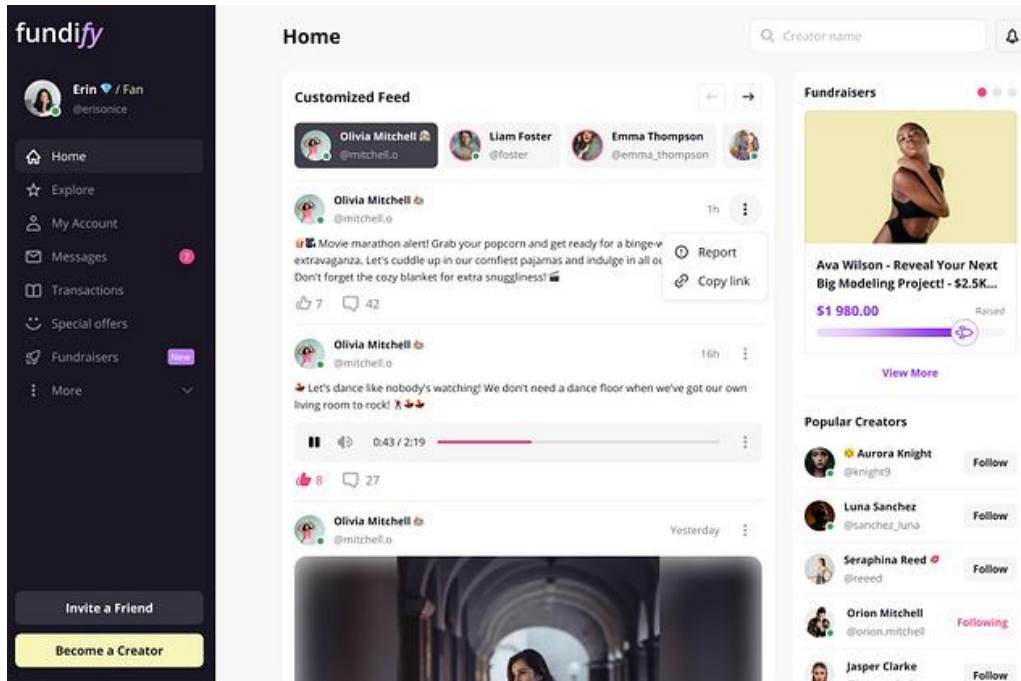 fundify
Erin 💎 / Fan
@erisonice
Home
Explore
My Account
Messages
7
Transactions
Special offers
Fundraisers
New
More
Invite a Friend
Become a Creator
Home
Creator name
Customized Feed
Olivia Mitchell
@mitchell.o
Liam Foster
@foster
Emma Thompson
@emma_thompson
Olivia Mitchell
@mitchell.o
1h
Movie marathon alert! Grab your popcorn and get ready for a binge-w
extravaganza. Let's cuddle up in our comfiest pajamas and indulge in all
Don't forget the cozy blanket for extra snuggliness!
Report
Copy link
7
42
Olivia Mitchell
@mitchell.o
16h
Let's dance like nobody's watching! We don't need a dance floor when we've got our own
living room to rock!
0:43 / 2:19
8
27
Olivia Mitchell
@mitchell.o
Yesterday
Fundraisers
Ava Wilson - Reveal Your Next
Big Modeling Project! - $2.5K...
$1 980.00
Raised
View More
Popular Creators
Aurora Knight
@knight9
Follow
Luna Sanchez
@sanchez_luna
Follow
Seraphina Reed
@reeed
Follow
Orion Mitchell
@orion.mitchell
Following
Jasper Clarke
Follow